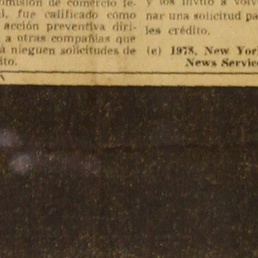 omisión de comercio fe-
l, fue calificado como
acción preventiva diri-
a otras compañías que
nieguen solicitudes de
ito.
y los invitó a volv
nar una solicitud pa
les crédito.
(c) 1978, New Yor
News Servic